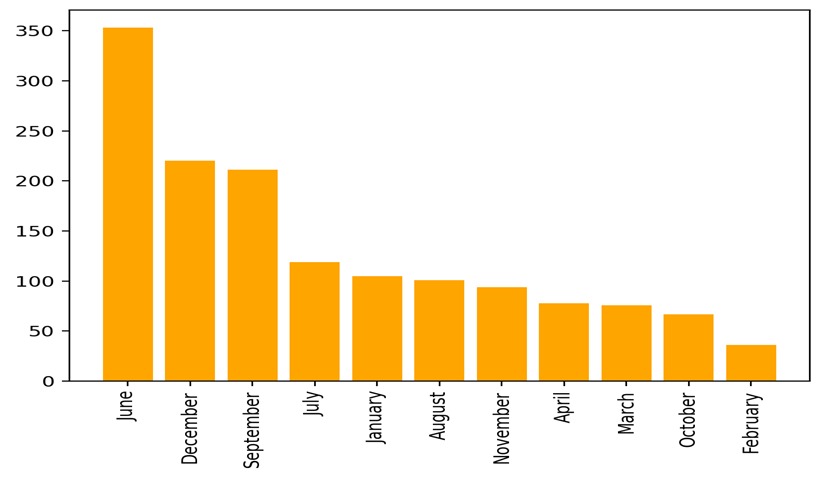 350
300
250
200
150
100
50
0
June
December
September
July
January
August
November
April
March
October
February